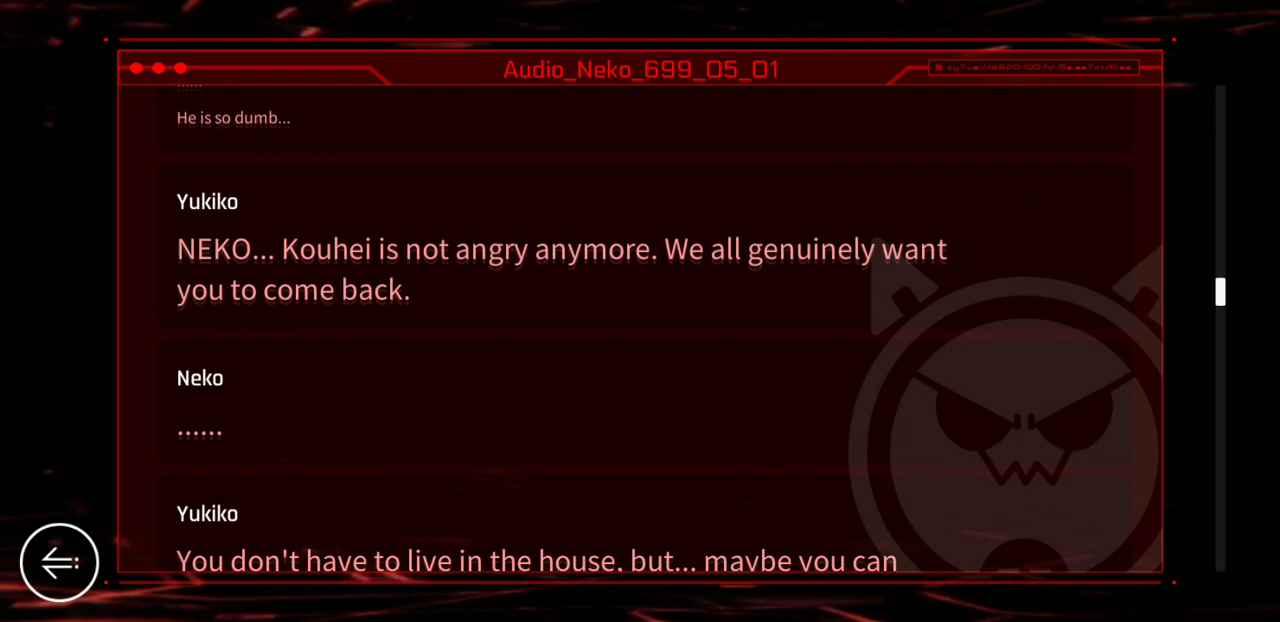 Audio_Neko_699_05_01
......
He is so dumb...
Yukiko
NEKO... Kouhei is not angry anymore. We all genuinely want
you to come back.
Neko
......
Yukiko
You don't have to live in the house, but... maybe you can